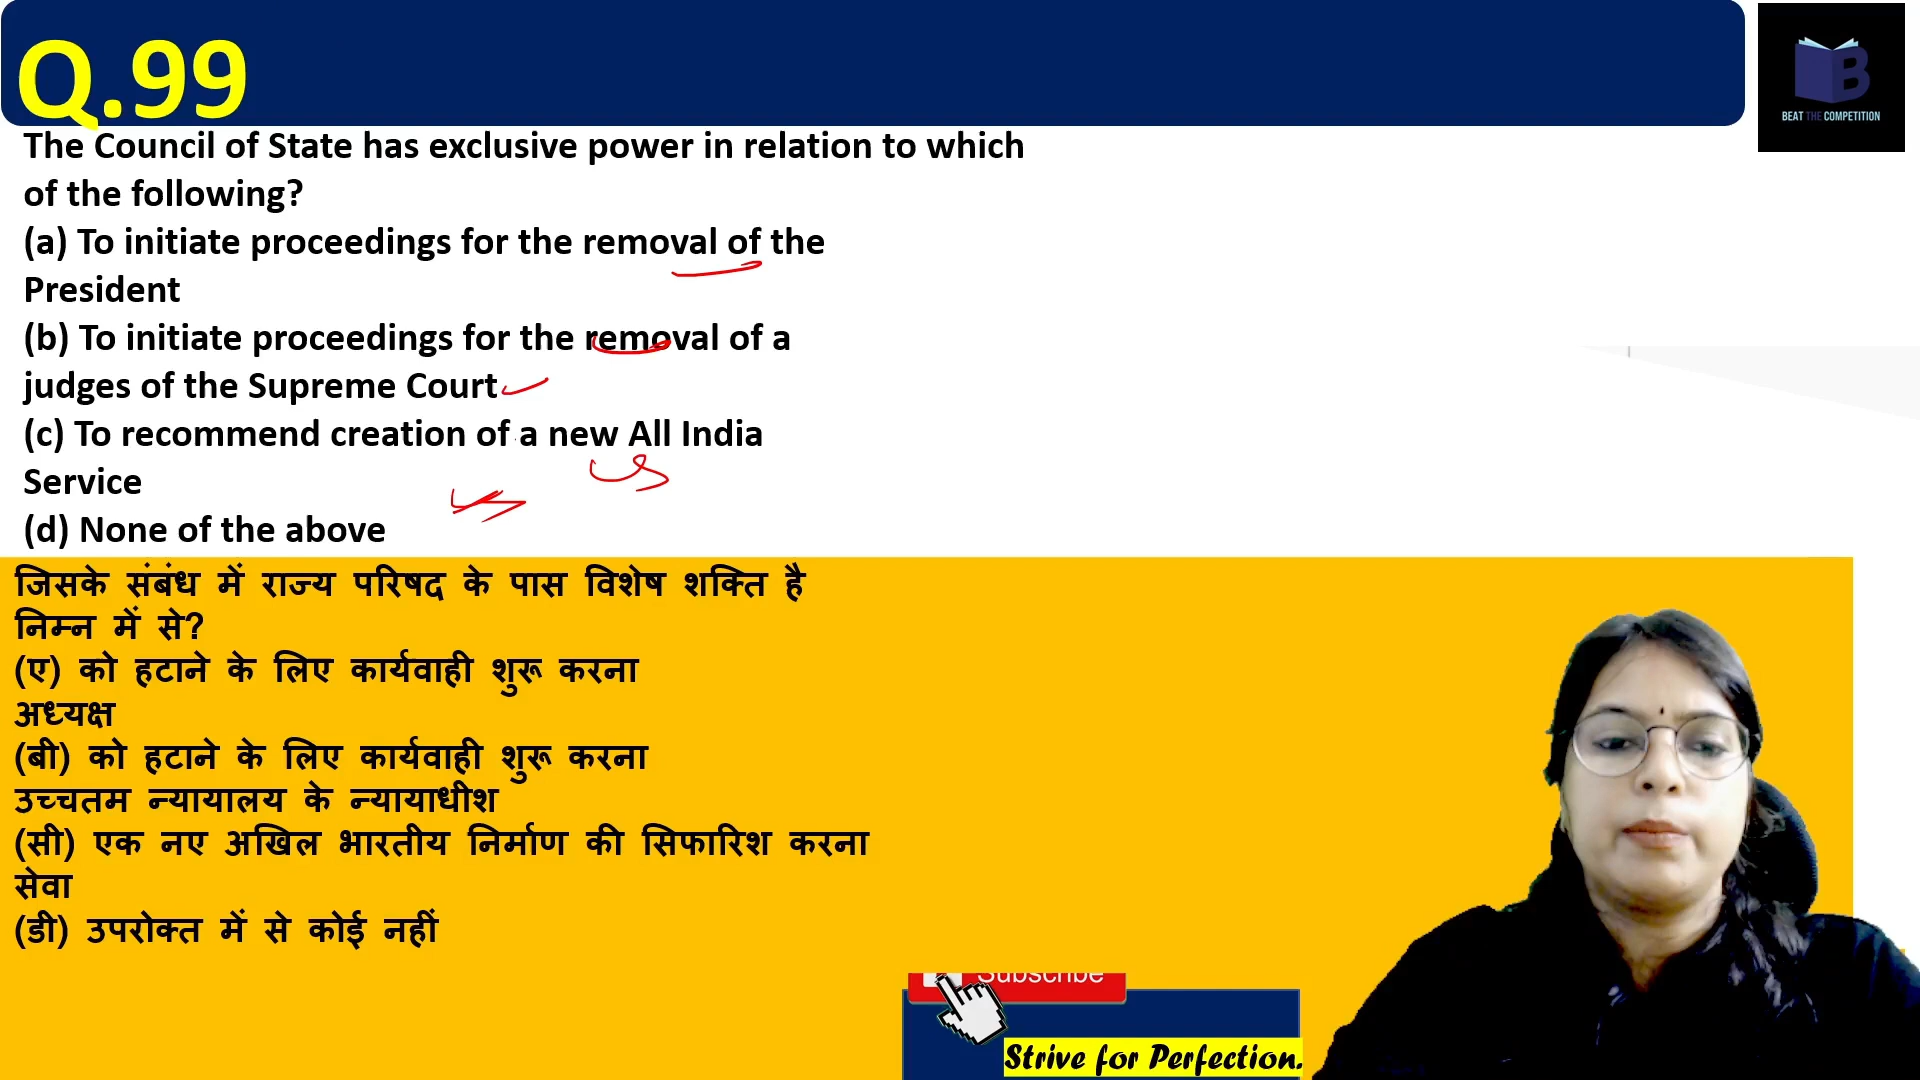 Q.99
BEAT THE COMPETITION
The Council of State has exclusive power in relation to which
of the following?
(a) To initiate proceedings for the removal of the
President
(b) To initiate proceedings for the removal of a
judges of the Supreme Court
(c) To recommend creation of a new All India
Service
(d) None of the above
जिसके संबंध में राज्य परिषद के पास विशेष शक्ति है
निम्न में से?
(ए) को हटाने के लिए कार्यवाही शुरू करना
अध्यक्ष
(बी) को हटाने के लिए कार्यवाही शुरू करना
उच्चतम न्यायालय के न्यायाधीश
(सी) एक नए अखिल भारतीय निर्माण की सिफारिश करना
सेवा
(डी) उपरोक्त में से कोई नहीं
Subscribe
Strive for Perfection.